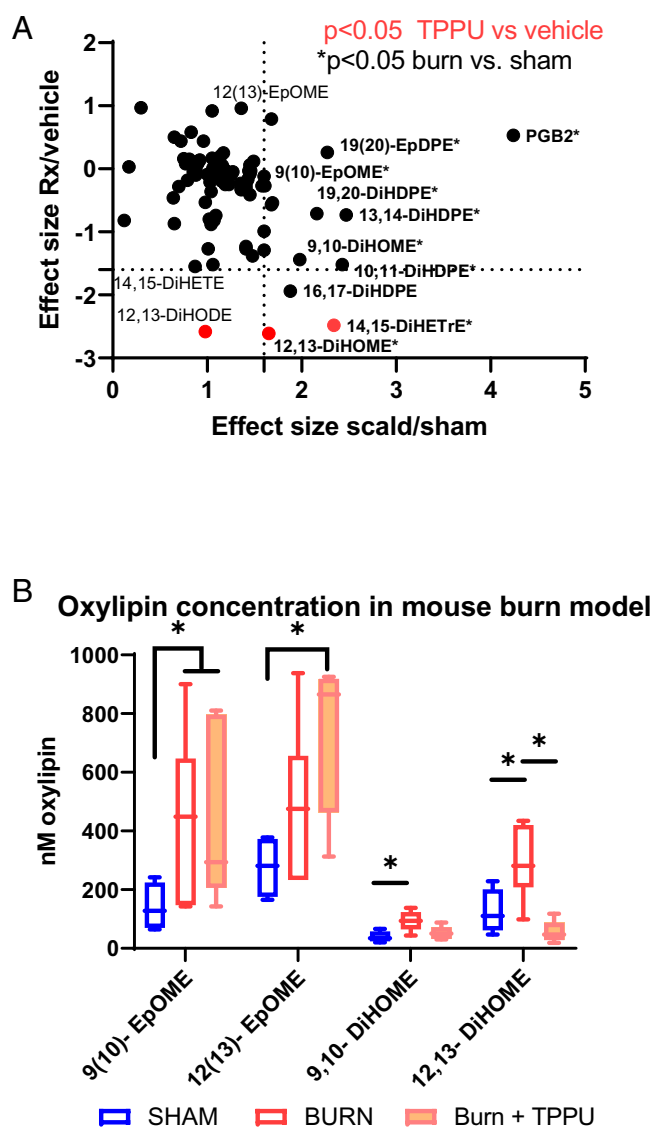 A
p<0.05 TPPU vs vehicle
*p<0.05 burn vs. sham
2
1
0
-1
-2
-3
Effect size Rx/vehicle
12(13)-EpOME
PGB2*
19(20)-EpDPE*
9(10)-EpOME*
19,20-DiHDPE*
13,14-DiHDPE*
9,10-DiHOME*
10,11-DiHDPE*
14,15-DiHETE
16,17-DiHDPE
12,13-DiHODE
14,15-DiHETrE*
12,13-DiHOME*
0 1 2 3 4 5
Effect size scald/sham
B
Oxylipin concentration in mouse burn model
1000
800
600
400
200
0
nM oxylipin
* * * * *
9(10)- EpOME
12(13)- EpOME
9,10- DiHOME
12,13- DiHOME
SHAM BURN Burn + TPPU